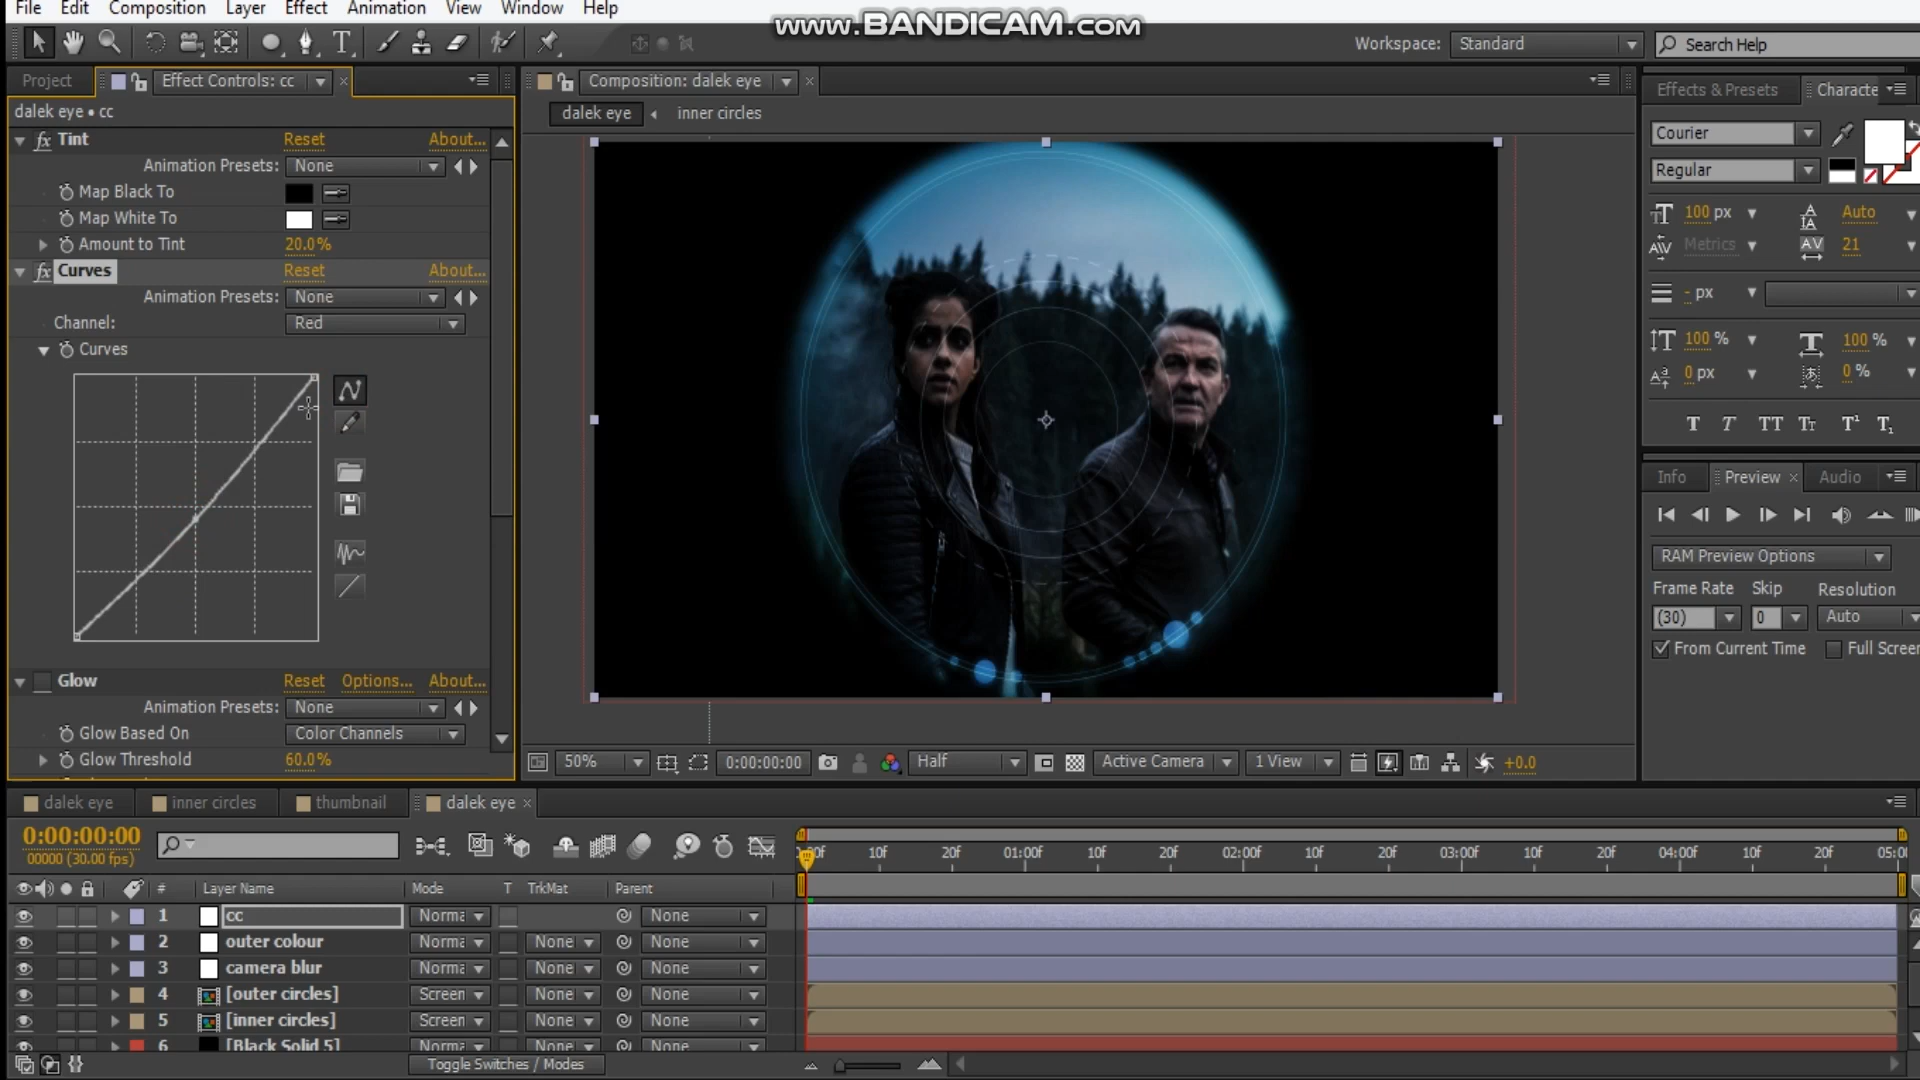 File Edit Composition Layer Effect Animation View Window Help
www.BANDICAM.com
Workspace: Standard Search Help
Project Effect Controls: cc Composition: dalek eye Effects & Presets Characte
dalek eye • cc
dalek eye inner circles
Tint Reset About...
Animation Presets: None
Map Black To
Map White To
Amount to Tint 20.0%
Curves Reset About...
Animation Presets: None
Channel: Red
Curves
Glow Reset Options... About...
Animation Presets: None
Glow Based On Color Channels
Glow Threshold 60.0%
50% 0:00:00:00 Half Active Camera 1 View +0.0
Courier
Regular
100 px Auto
Metrics 21
- px
100 % 100 %
0 px 0 %
T T TT Tт T¹ T₁
Info Preview Audio
RAM Preview Options
Frame Rate Skip Resolution
(30) 0 Auto
From Current Time Full Screen
dalek eye inner circles thumbnail dalek eye
0:00:00:00
00000 (30.00 fps)
10f 20f 01:00f 10f 20f 02:00f 10f 20f 03:00f 10f 20f 04:00f 10f 20f 05:00
# Layer Name Mode T TrkMat Parent
1 cc Norma None
2 outer colour Norma None None
3 camera blur Norma None None
4 [outer circles] Screen None None
5 [inner circles] Screen None None
6 [Black Solid 5] Norma None None
Toggle Switches / Modes